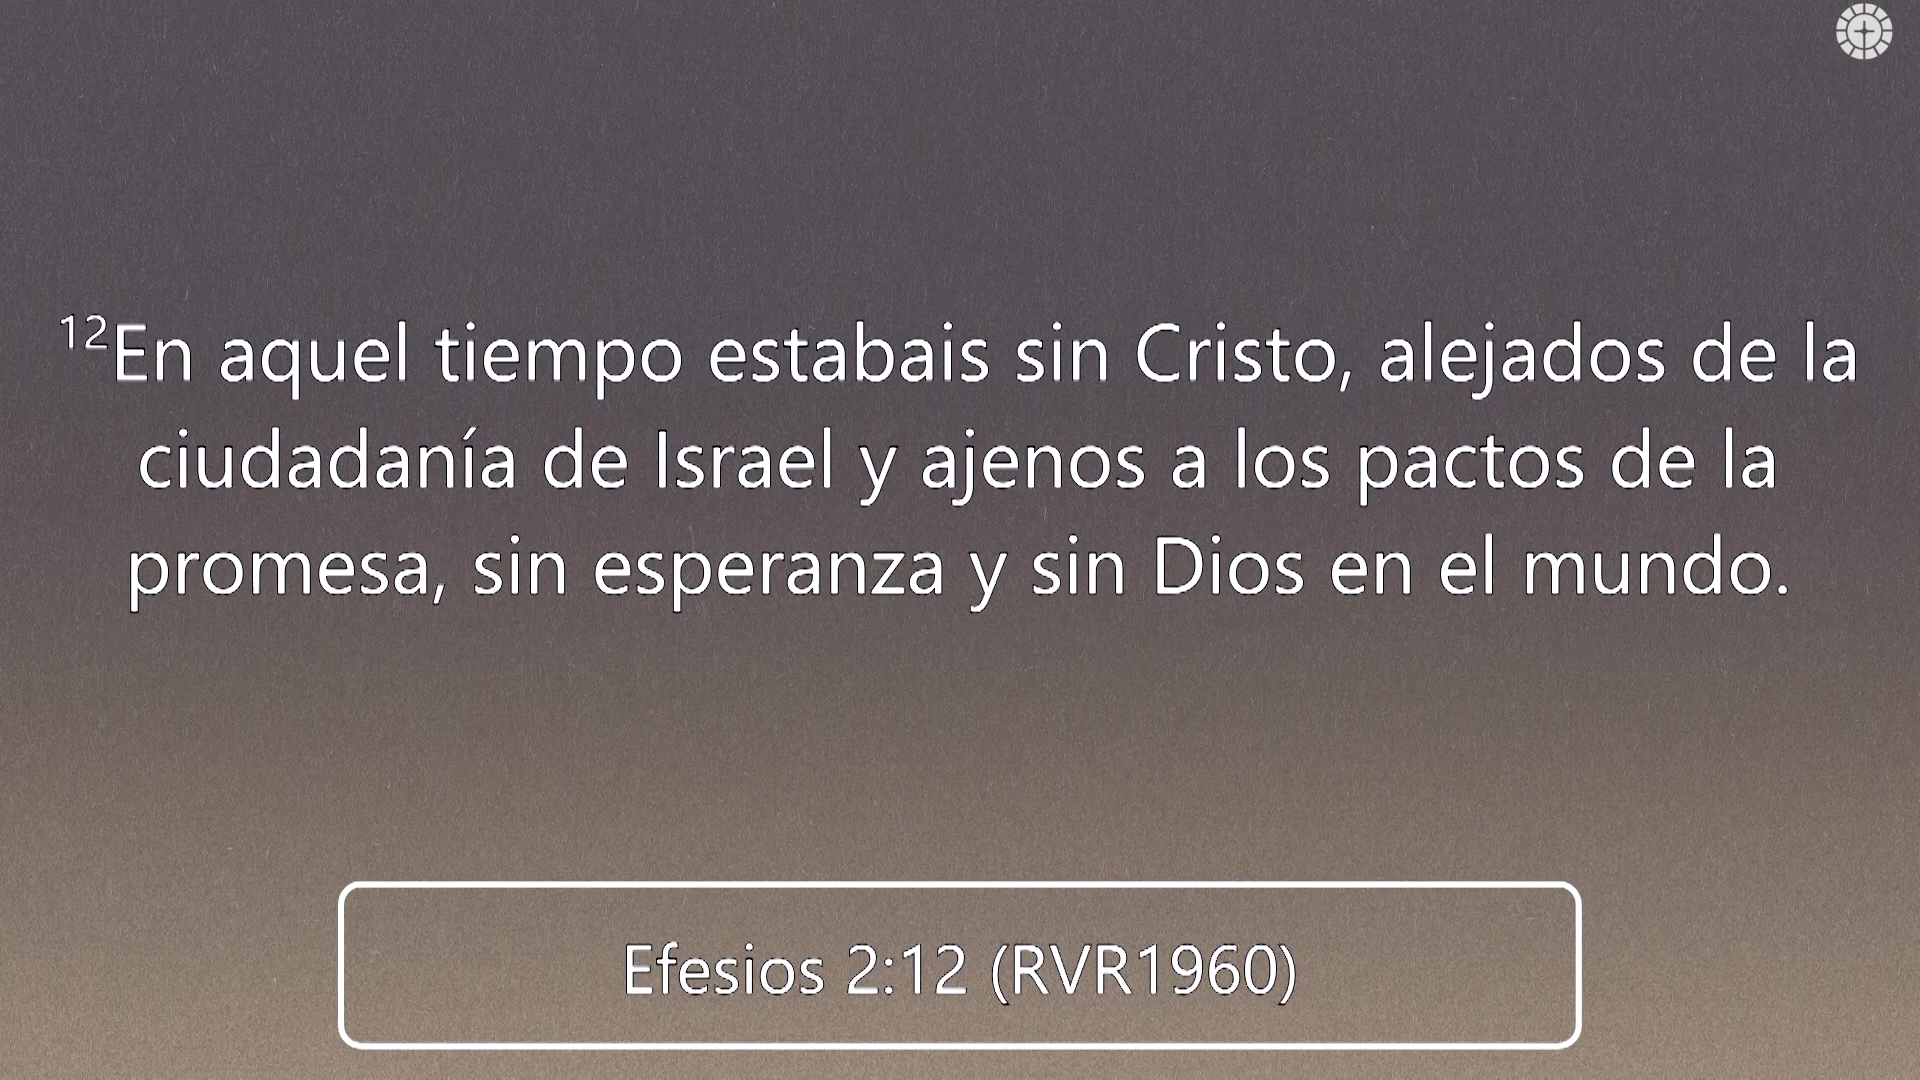 ¹²En aquel tiempo estabais sin Cristo, alejados de la
ciudadanía de Israel y ajenos a los pactos de la
promesa, sin esperanza y sin Dios en el mundo.
Efesios 2:12 (RVR1960)